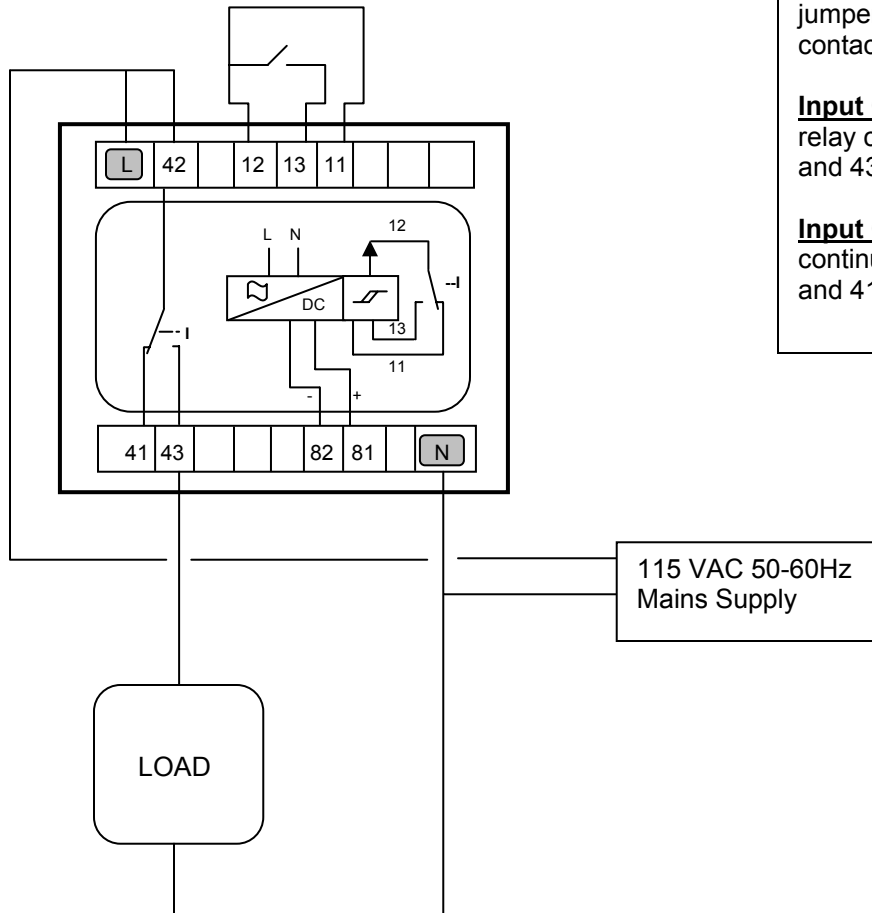 jumpe
contac
Input
relay c
and 43
Input
continu
and 41
L 42 12 13 11
L N
12
DC
--I
I
13
11
- +
41 43 82 81 N
115 VAC 50-60Hz
Mains Supply
LOAD